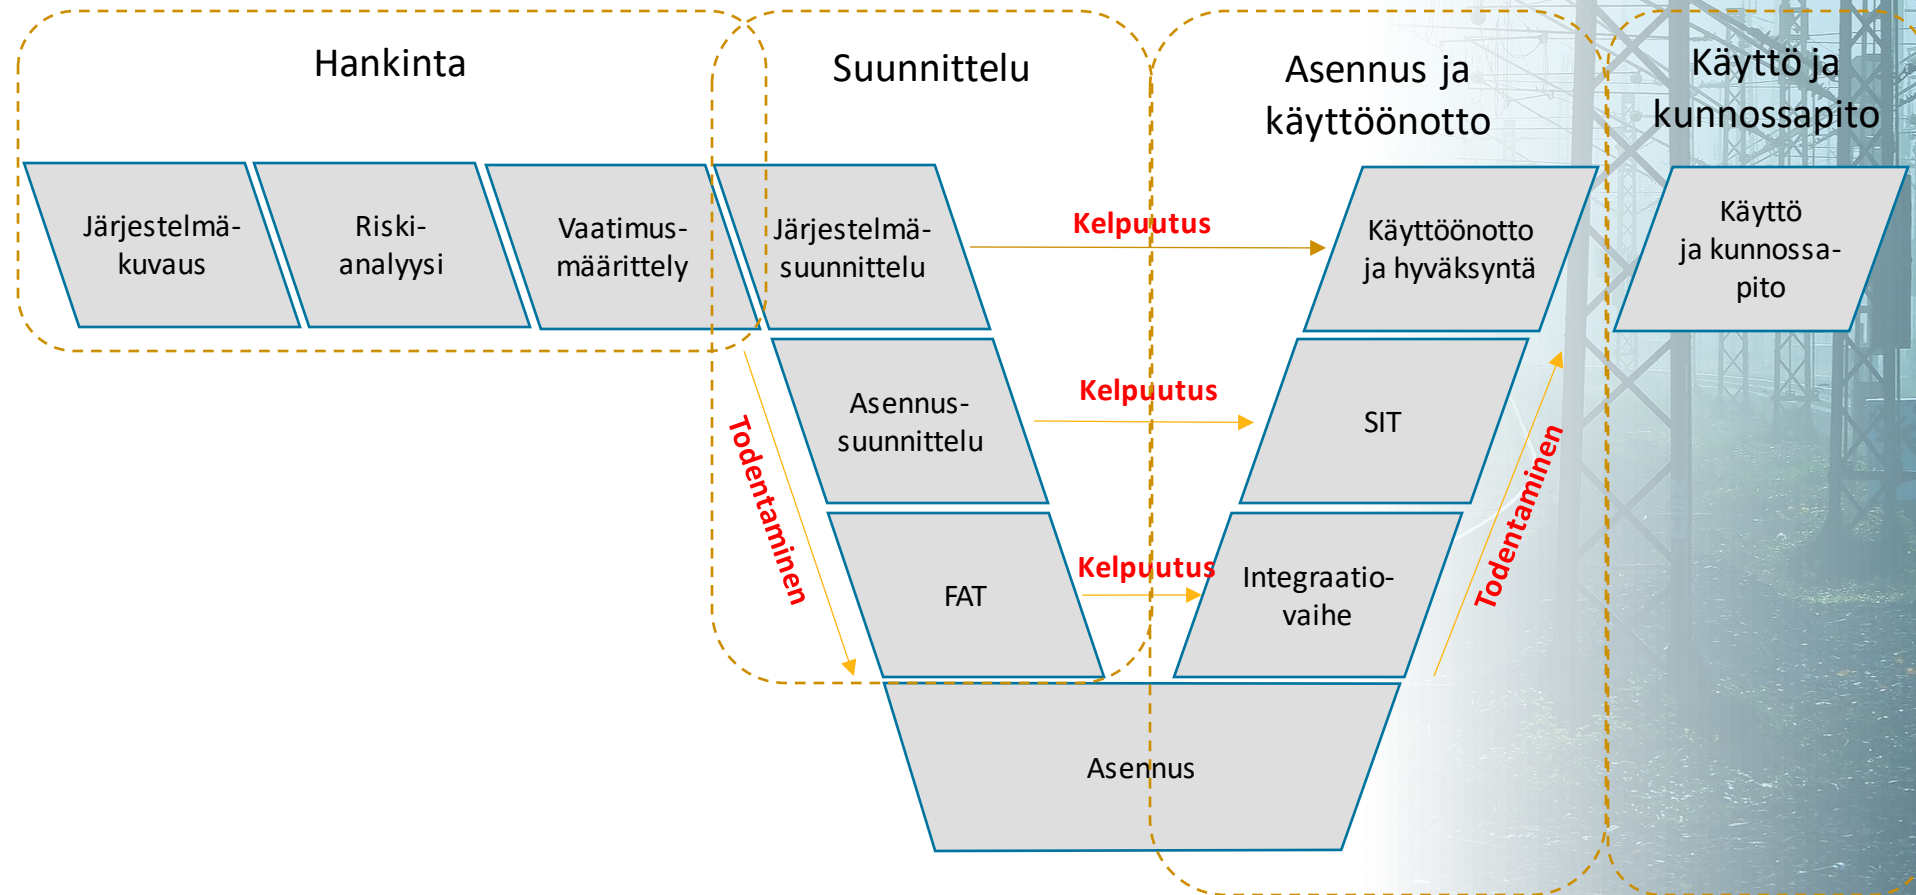 Hankinta
Suunnittelu
Asennus ja
käyttöönotto
Käyttö ja
kunnossapito
Järjestelmä-
kuvaus
Riski-
analyysi
Vaatimus-
määrittely
Järjestelmä-
suunnittelu
Kelpuutus
Käyttöönotto
ja hyväksyntä
Käyttö
ja kunnossa-
pito
Asennus-
suunnittelu
Kelpuutus
SIT
Todentaminen
FAT
Kelpuutus
Integraatio-
vaihe
Todentaminen
Asennus